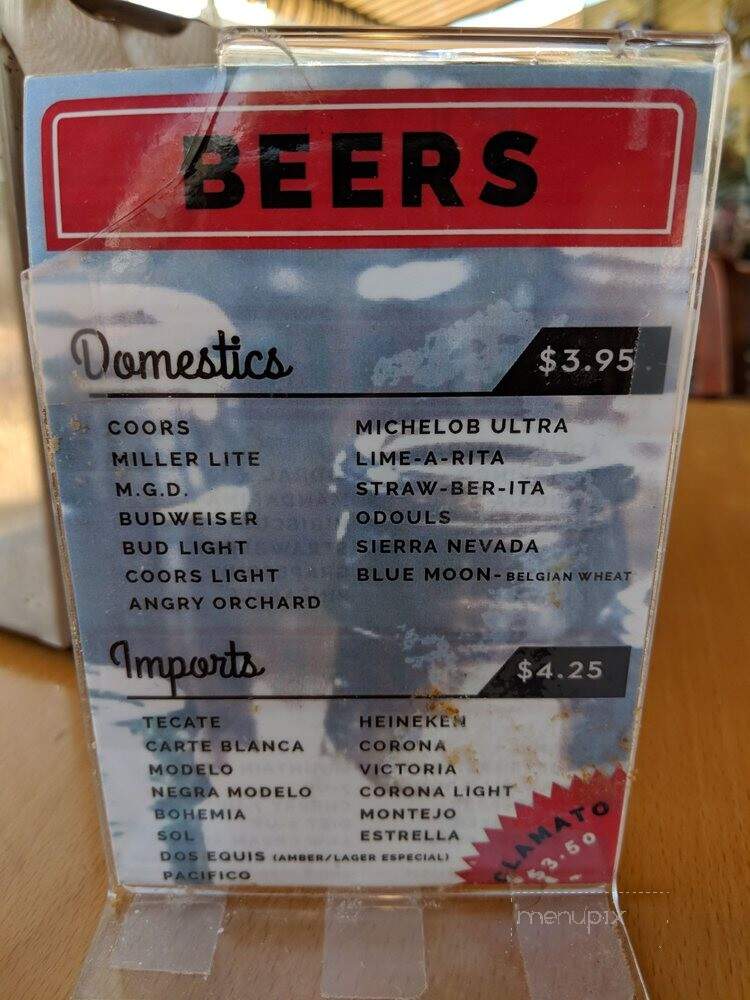 BEERS
Domestics $3.95
COORS
MILLER LITE
M.G.D.
BUDWEISER
BUD LIGHT
COORS LIGHT
ANGRY ORCHARD
MICHELOB ULTRA
LIME-A-RITA
STRAW-BER-ITA
ODOULS
SIERRA NEVADA
BLUE MOON- BELGIAN WHEAT
Imports $4.25
TECATE
CARTE BLANCA
MODELO
NEGRA MODELO
BOHEMIA
SOL
DOS EQUIS (AMBER/LAGER ESPECIAL)
PACIFICO
HEINEKEN
CORONA
VICTORIA
CORONA LIGHT
MONTEJO
ESTRELLA
CLAMATO
$3.50
menupix